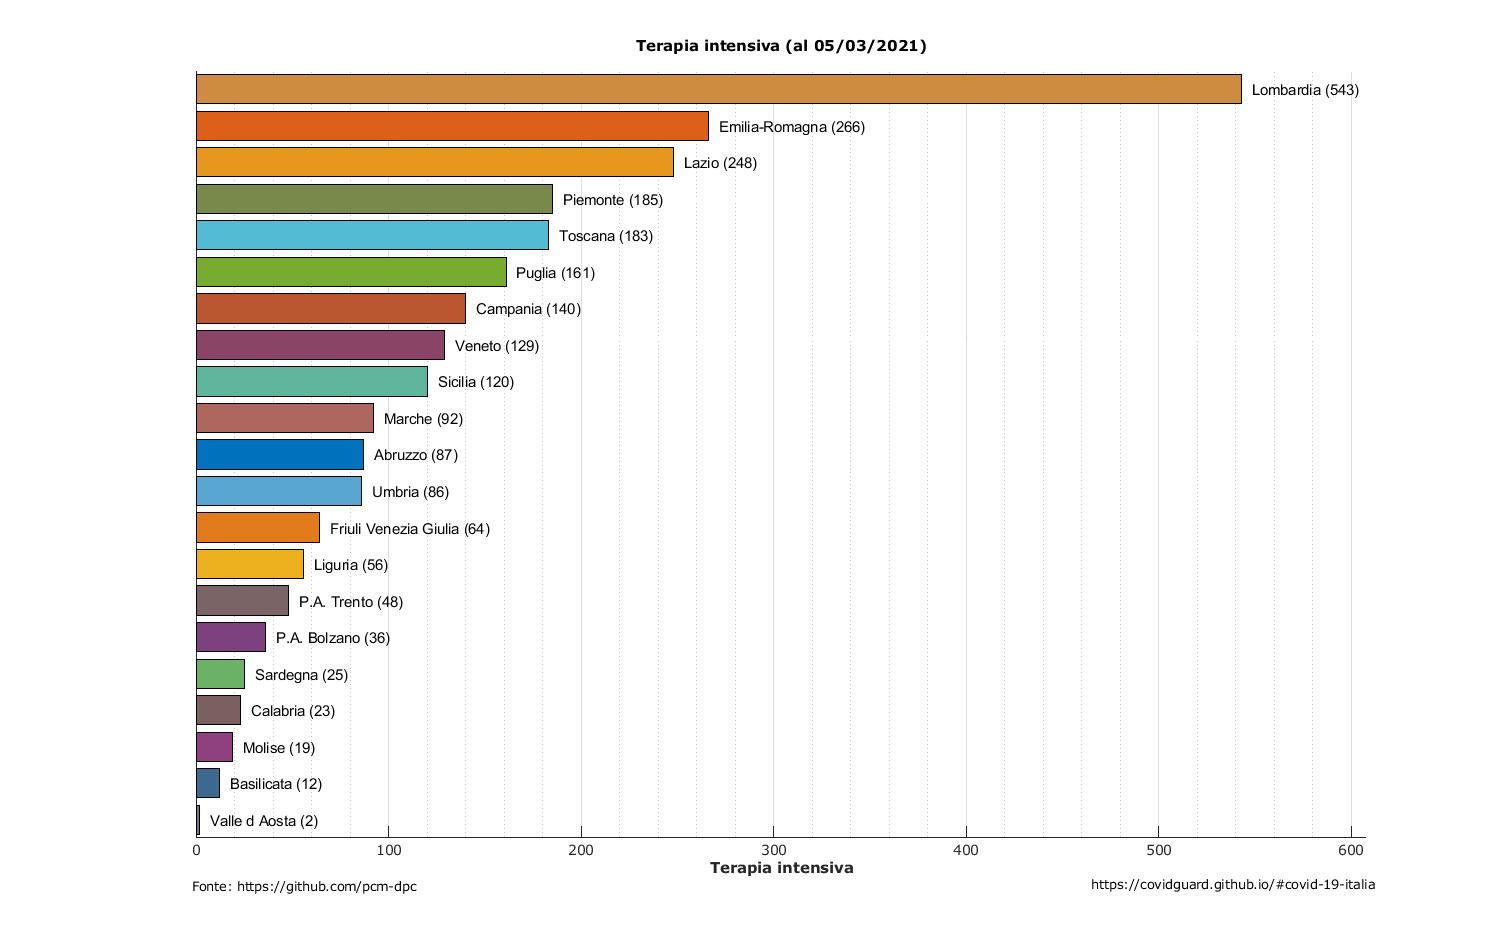 Terapia intensiva (al 05/03/2021)
Lombardia (543)
Emilia-Romagna (266)
Lazio (248)
Piemonte (185)
Toscana (183)
Puglia (161)
Campania (140)
Veneto (129)
Sicilia (120)
Marche (92)
Abruzzo (87)
Umbria (86)
Friuli Venezia Giulia (64)
Liguria (56)
P.A. Trento (48)
P.A. Bolzano (36)
Sardegna (25)
Calabria (23)
Molise (19)
Basilicata (12)
Valle d Aosta (2)
0 100 200 300 400 500 600
Terapia intensiva
Fonte: https://github.com/pcm-dpc
https://covidguard.github.io/#covid-19-italia